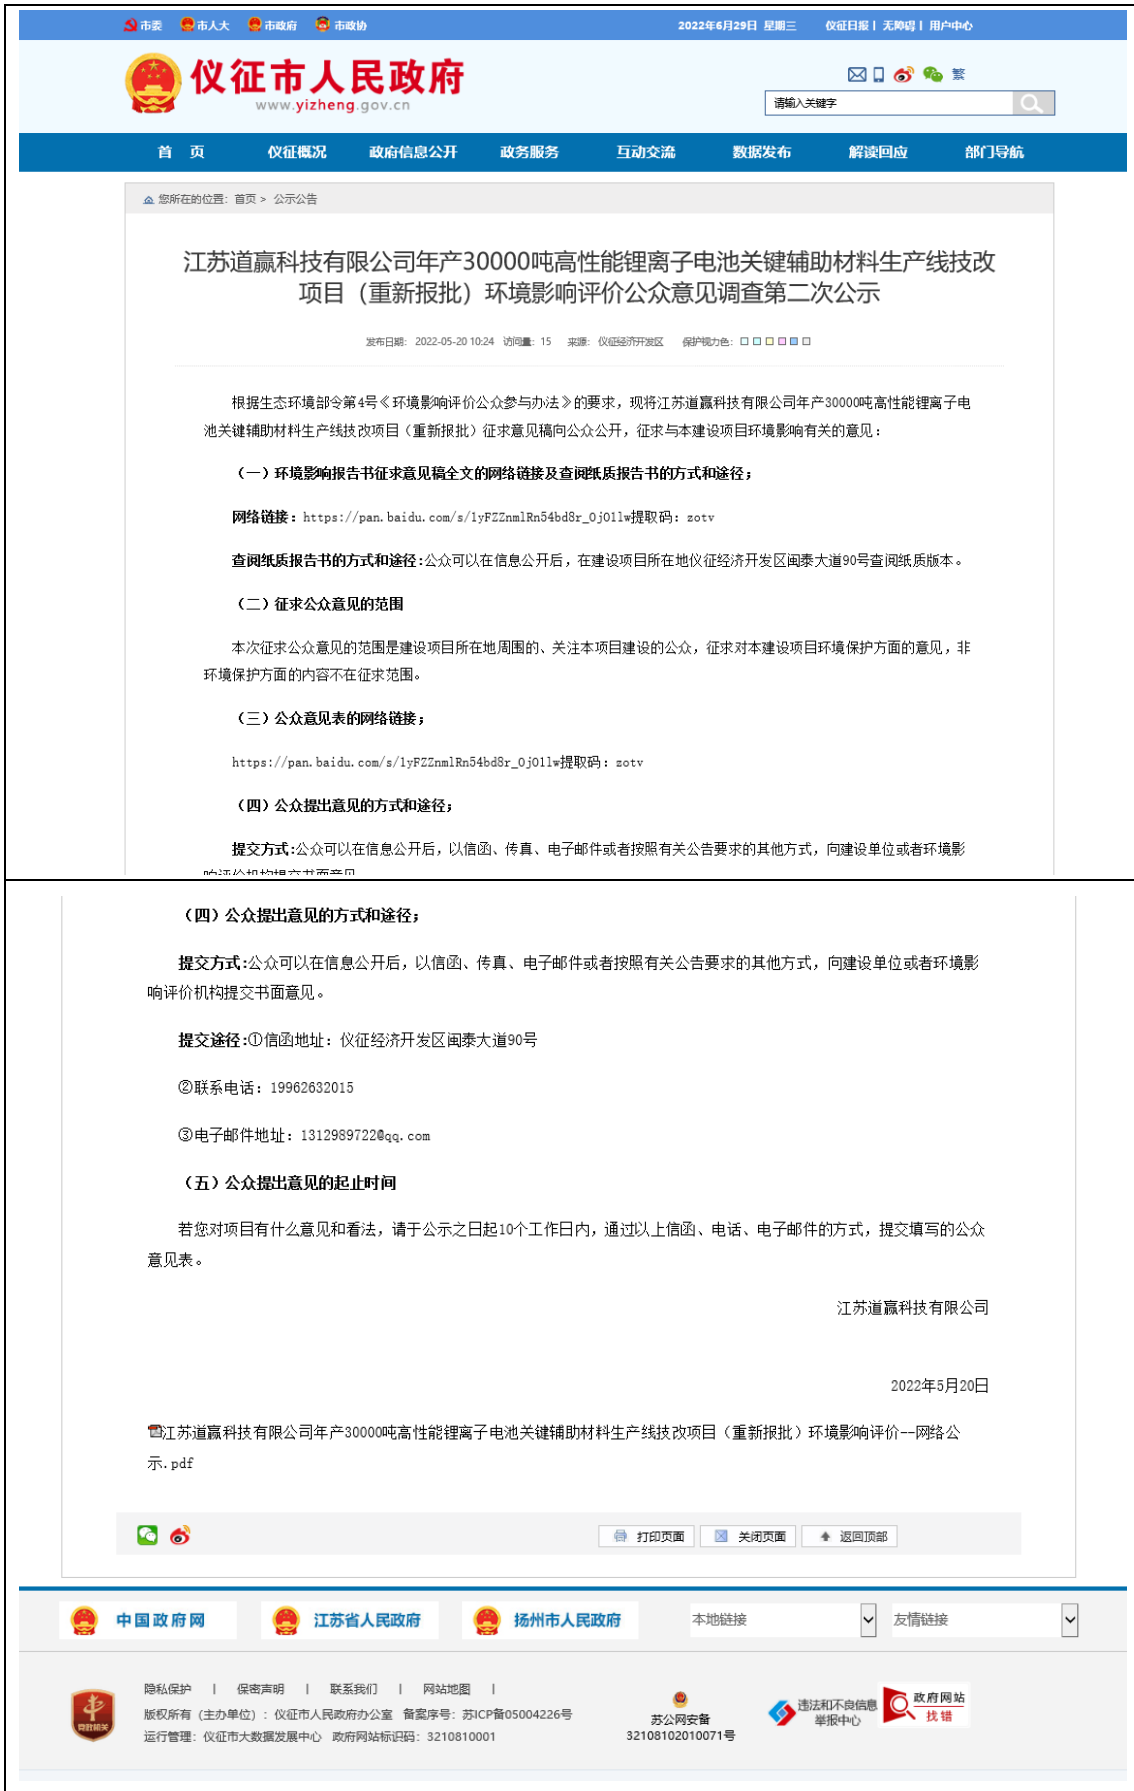 市委 市人大 市政府 市政协 2022年6月29日 星期三 仪征日报 | 无障碍 | 用户中心
仪征市人民政府
www.yizheng.gov.cn
繁
请输入关键字
首 页 仪征概况 政府信息公开 政务服务 互动交流 数据发布 解读回应 部门导航
您所在的位置：首页 > 公示公告
江苏道赢科技有限公司年产30000吨高性能锂离子电池关键辅助材料生产线技改
项目（重新报批）环境影响评价公众意见调查第二次公示
发布日期： 2022-05-20 10:24 访问量： 15 来源： 仪征经济开发区 保护视力色：
根据生态环境部令第4号《环境影响评价公众参与办法》的要求，现将江苏道赢科技有限公司年产30000吨高性能锂离子电
池关键辅助材料生产线技改项目（重新报批）征求意见稿向公众公开，征求与本建设项目环境影响有关的意见：
（一）环境影响报告书征求意见稿全文的网络链接及查阅纸质报告书的方式和途径；
网络链接：https://pan.baidu.com/s/1yFZZnmlRn54bd8r_0jO1lw提取码：zotv
查阅纸质报告书的方式和途径:公众可以在信息公开后，在建设项目所在地仪征经济开发区闽泰大道90号查阅纸质版本。
（二）征求公众意见的范围
本次征求公众意见的范围是建设项目所在地周围的、关注本项目建设的公众，征求对本建设项目环境保护方面的意见，非
环境保护方面的内容不在征求范围。
（三）公众意见表的网络链接；
https://pan.baidu.com/s/1yFZZnmlRn54bd8r_0jO1lw提取码：zotv
（四）公众提出意见的方式和途径；
提交方式:公众可以在信息公开后，以信函、传真、电子邮件或者按照有关公告要求的其他方式，向建设单位或者环境影
响评价机构提交书面意见。
（四）公众提出意见的方式和途径；
提交方式:公众可以在信息公开后，以信函、传真、电子邮件或者按照有关公告要求的其他方式，向建设单位或者环境影
响评价机构提交书面意见。
提交途径:①信函地址：仪征经济开发区闽泰大道90号
②联系电话：19962632015
③电子邮件地址：1312989722@qq.com
（五）公众提出意见的起止时间
若您对项目有什么意见和看法，请于公示之日起10个工作日内，通过以上信函、电话、电子邮件的方式，提交填写的公众
意见表。
江苏道赢科技有限公司
2022年5月20日
江苏道赢科技有限公司年产30000吨高性能锂离子电池关键辅助材料生产线技改项目（重新报批）环境影响评价--网络公
示.pdf
打印页面 关闭页面 返回顶部
中国政府网 江苏省人民政府 扬州市人民政府 本地链接 友情链接
隐私保护 | 保密声明 | 联系我们 | 网站地图 |
版权所有（主办单位）：仪征市人民政府办公室 备案序号：苏ICP备05004226号
运行管理：仪征市大数据发展中心 政府网站标识码：3210810001
党政机关
苏公网安备
32108102010071号
违法和不良信息
举报中心
政府网站
找错